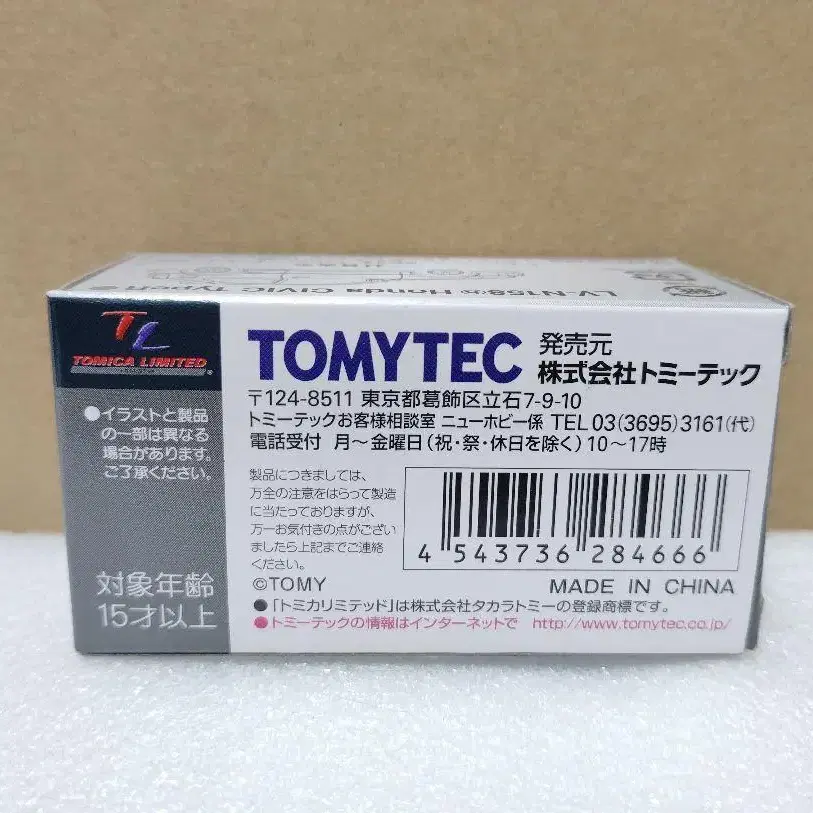 LV-N158 Honda Civic TypeR
TL
TOMICA LIMITED
●イラストと製品
の一部は異なる
場合があります。
ご了承ください。
対象年齢
15才以上
TOMYTEC
発売元
株式会社トミーテック
〒124-8511 東京都葛飾区立石7-9-10
トミーテックお客様相談室 ニューホビー係 TEL 03(3695)3161(代)
電話受付 月〜金曜日(祝・祭・休日を除く)10〜17時
製品につきましては、
万全の注意をはらって製造
に当たっておりますが、
万一お気付きの点がござい
ましたら上記までご連絡
ください。
4 543736 284666
©TOMY
MADE IN CHINA
●「トミカリミテッド」は株式会社タカラトミーの登録商標です。
●トミーテックの情報はインターネットで http://www.tomytec.co.jp/